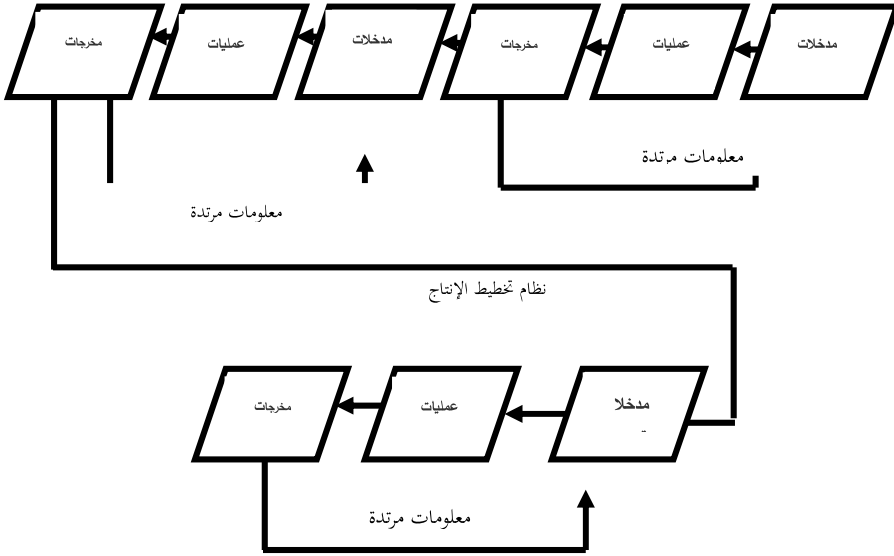 مدخلات
عمليات
مخرجات
مدخلات
عمليات
مخرجات
معلومات مرتدة
معلومات مرتدة
نظام تخطيط الإنتاج
مدخلا
ت
عمليات
مخرجات
معلومات مرتدة